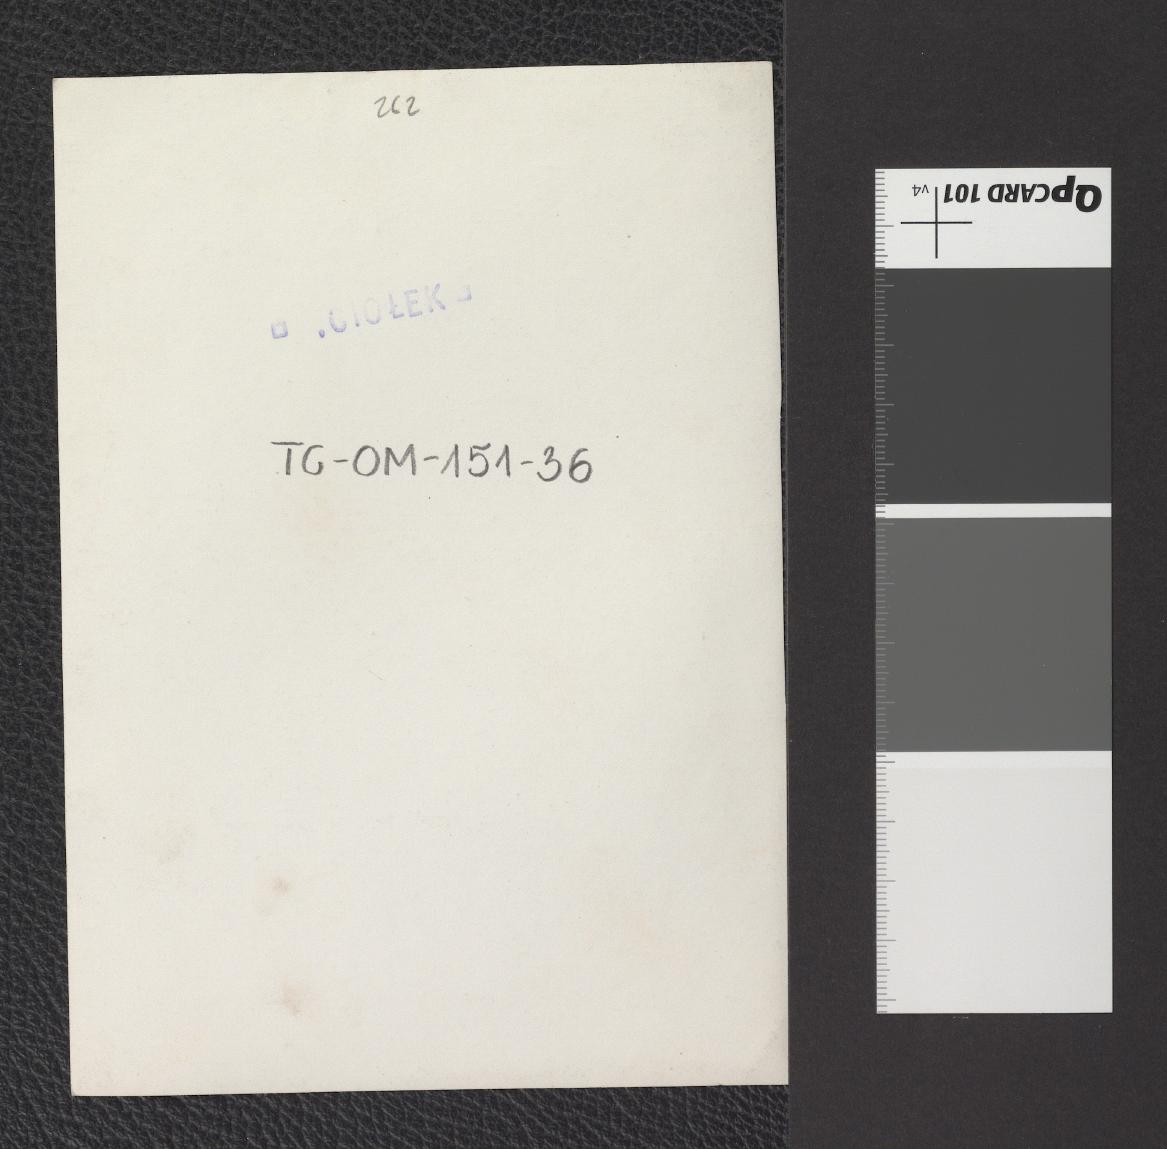 262
.CIOŁEK
TG-OM-151-36
QPCARD 101
v4